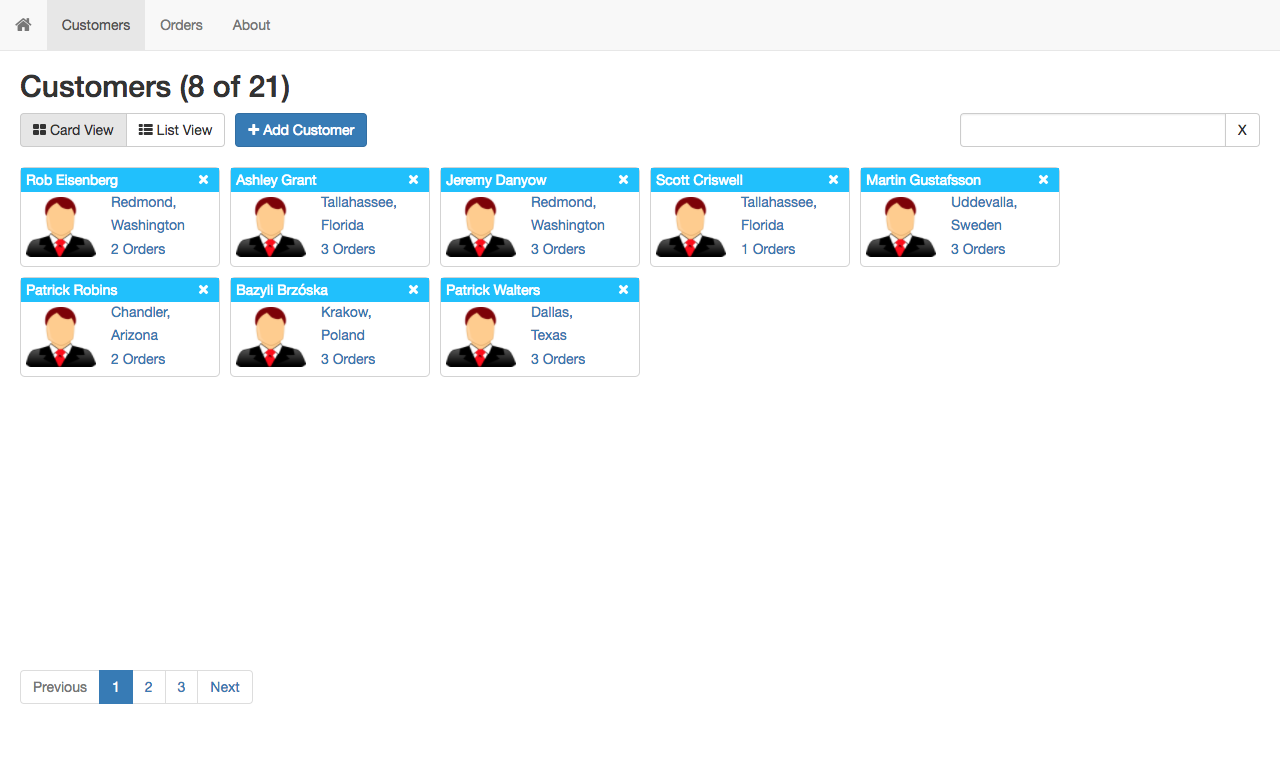 Customers Orders About
Customers (8 of 21)
Card View List View Add Customer X
Rob Eisenberg
Redmond,
Washington
2 Orders
Ashley Grant
Tallahassee,
Florida
3 Orders
Jeremy Danyow
Redmond,
Washington
3 Orders
Scott Criswell
Tallahassee,
Florida
1 Orders
Martin Gustafsson
Uddevalla,
Sweden
3 Orders
Patrick Robins
Chandler,
Arizona
2 Orders
Bazyli Brzóska
Krakow,
Poland
3 Orders
Patrick Walters
Dallas,
Texas
3 Orders
Previous 1 2 3 Next